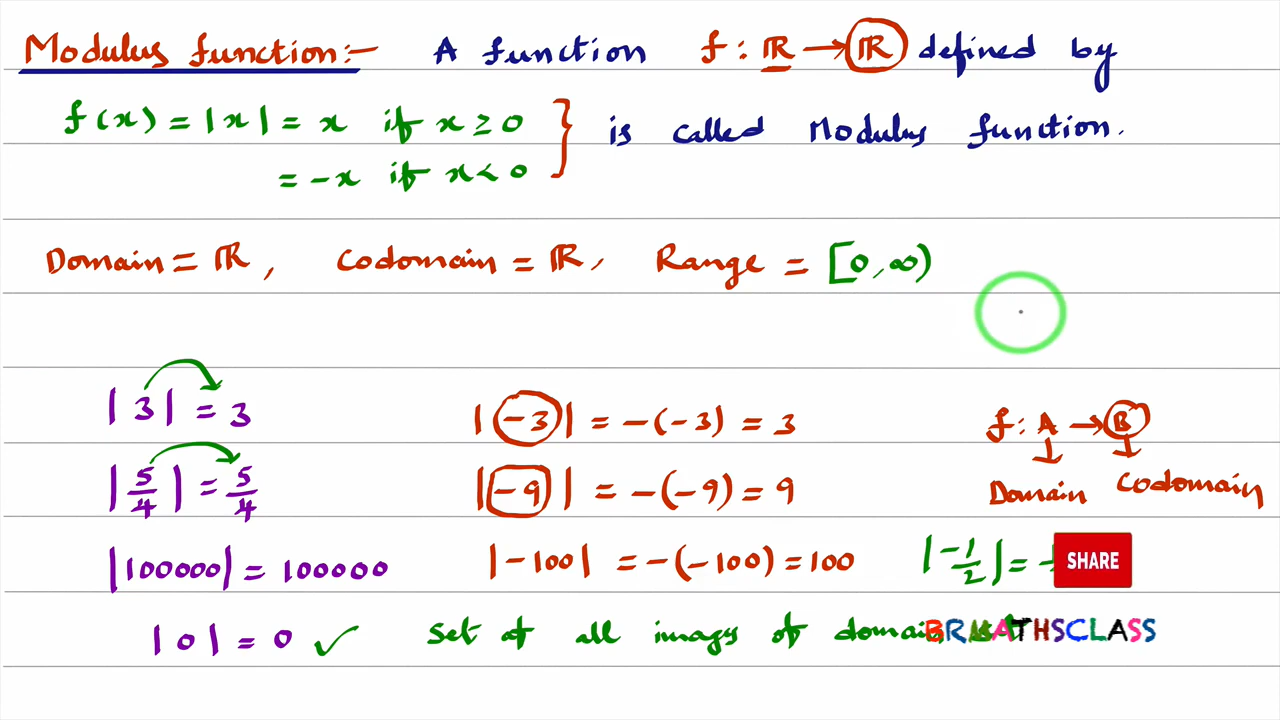 Modulus function:- A function f : ℝ → ℝ defined by
f(x) = |x| = x if x ≥ 0
= -x if x < 0 } is called Modulus function.
Domain = ℝ, Codomain = ℝ, Range = [0, ∞)
|3| = 3 |-3| = -(-3) = 3 f : A → B
|5/4| = 5/4 |-9| = -(-9) = 9 Domain Codomain
|100000| = 100000 |-100| = -(-100) = 100 |-1/2| = - SHARE
|0| = 0 ✓ Set of all images of domain
BRMATHSCLASS